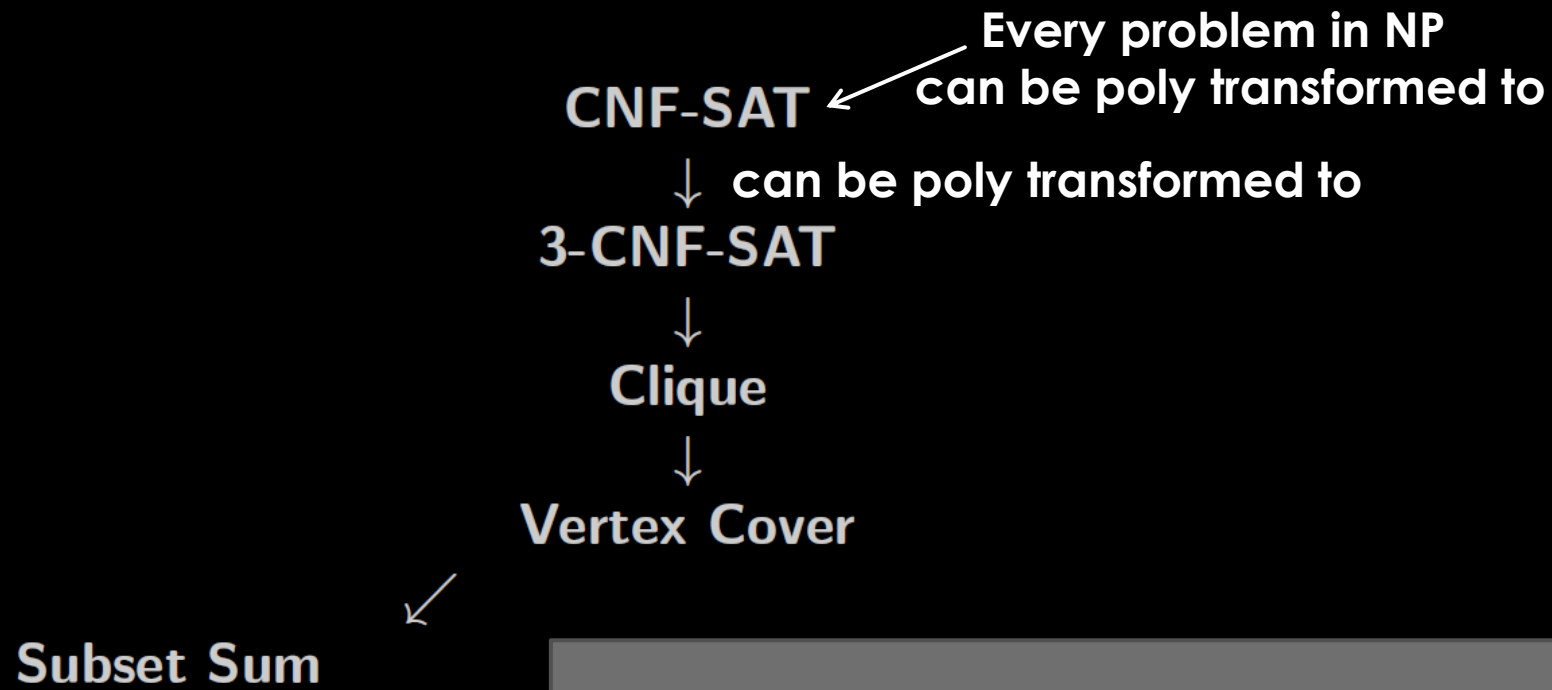 Every problem in NP
can be poly transformed to
CNF-SAT
↓ can be poly transformed to
3-CNF-SAT
↓
Clique
↓
Vertex Cover
↙
Subset Sum